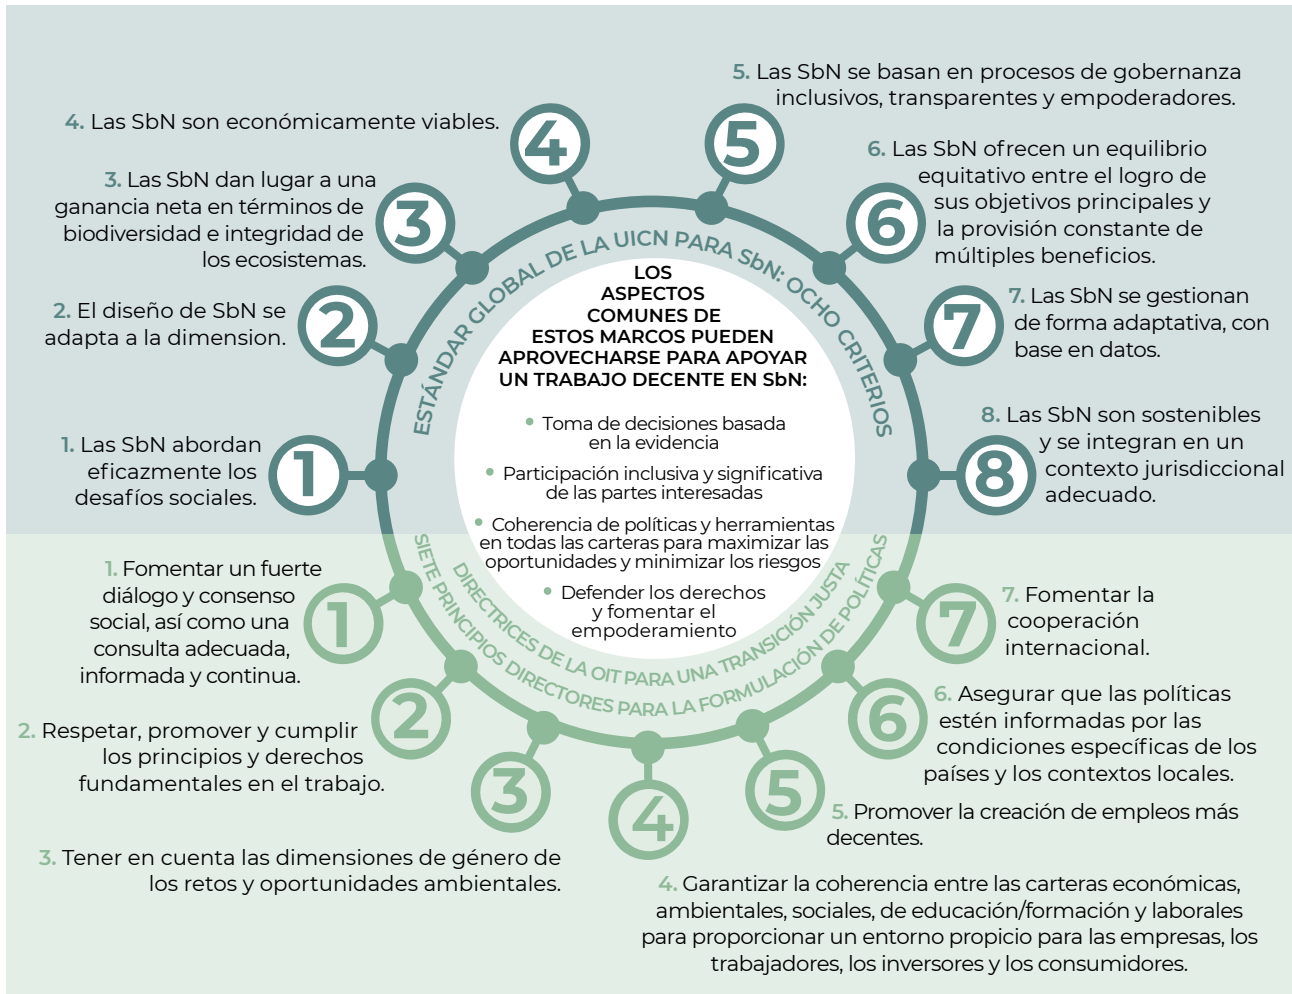 5. Las SbN se basan en procesos de gobernanza
inclusivos, transparentes y empoderadores.
4. Las SbN son económicamente viables.
4
5
6. Las SbN ofrecen un equilibrio
equitativo entre el logro de
sus objetivos principales y
la provisión constante de
múltiples beneficios.
3. Las SbN dan lugar a una
ganancia neta en términos de
biodiversidad e integridad de
los ecosistemas.
3
6
2. El diseño de SbN se
adapta a la dimension.
2
7
7. Las SbN se gestionan
de forma adaptativa, con
base en datos.
1. Las SbN abordan
eficazmente los
desafíos sociales.
1
8
8. Las SbN son sostenibles
y se integran en un
contexto jurisdiccional
adecuado.
ESTÁNDAR GLOBAL DE LA UICN PARA SbN: OCHO CRITERIOS
LOS
ASPECTOS
COMUNES DE
ESTOS MARCOS PUEDEN
APROVECHARSE PARA APOYAR
UN TRABAJO DECENTE EN SbN:
• Toma de decisiones basada
en la evidencia
• Participación inclusiva y significativa
de las partes interesadas
• Coherencia de políticas y herramientas
en todas las carteras para maximizar las
oportunidades y minimizar los riesgos
• Defender los derechos
y fomentar el
empoderamiento
DIRECTRICES DE LA OIT PARA UNA TRANSICIÓN JUSTA
SIETE PRINCIPIOS DIRECTORES PARA LA FORMULACIÓN DE POLÍTICAS
1. Fomentar un fuerte
diálogo y consenso
social, así como una
consulta adecuada,
informada y continua.
1
7
7. Fomentar la
cooperación
internacional.
2. Respetar, promover y cumplir
los principios y derechos
fundamentales en el trabajo.
2
6
6. Asegurar que las políticas
estén informadas por las
condiciones específicas de los
países y los contextos locales.
3
4
5
5. Promover la creación de empleos más
decentes.
3. Tener en cuenta las dimensiones de género de
los retos y oportunidades ambientales.
4. Garantizar la coherencia entre las carteras económicas,
ambientales, sociales, de educación/formación y laborales
para proporcionar un entorno propicio para las empresas, los
trabajadores, los inversores y los consumidores.